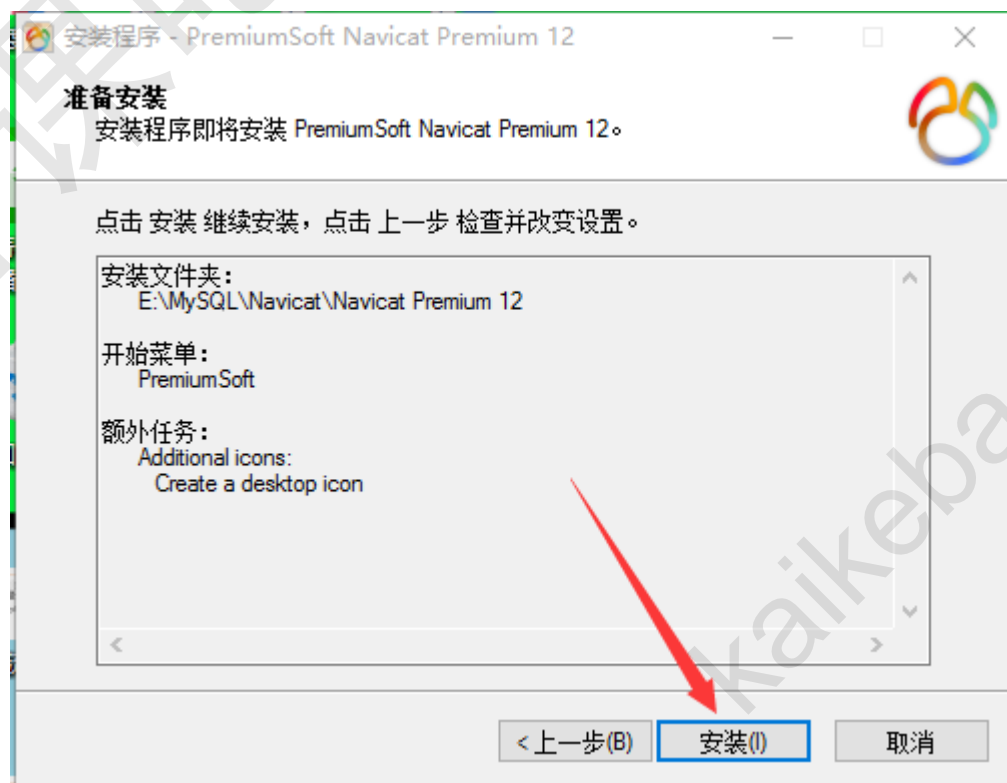 安装程序 - PremiumSoft Navicat Premium 12
准备安装
安装程序即将安装 PremiumSoft Navicat Premium 12。
点击 安装 继续安装，点击 上一步 检查并改变设置。
安装文件夹：
E:\MySQL\Navicat\Navicat Premium 12
开始菜单：
PremiumSoft
额外任务：
Additional icons:
Create a desktop icon
kaikeba
<上一步(B)
安装(I)
取消